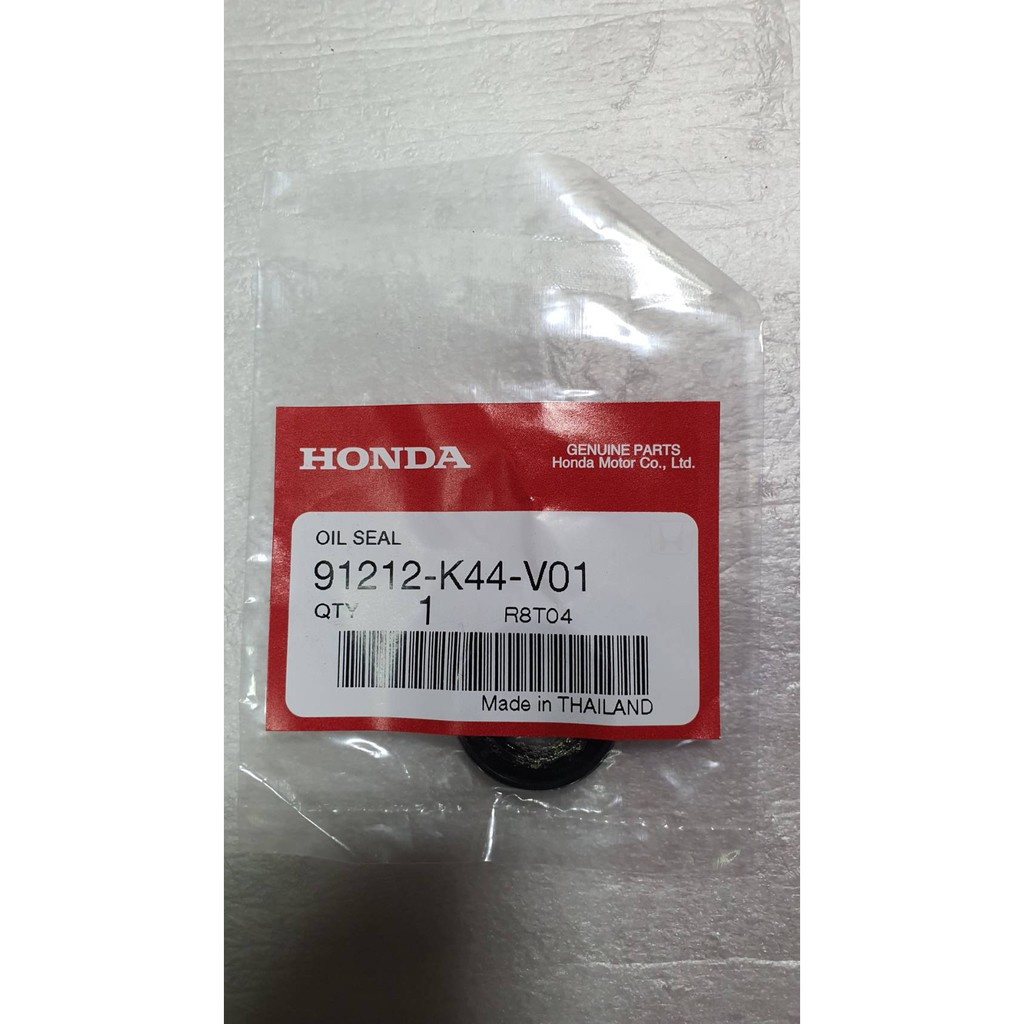 HONDA
GENUINE PARTS
Honda Motor Co., Ltd.
OIL SEAL
91212-K44-V01
QTY 1 R8T04
Made in THAILAND